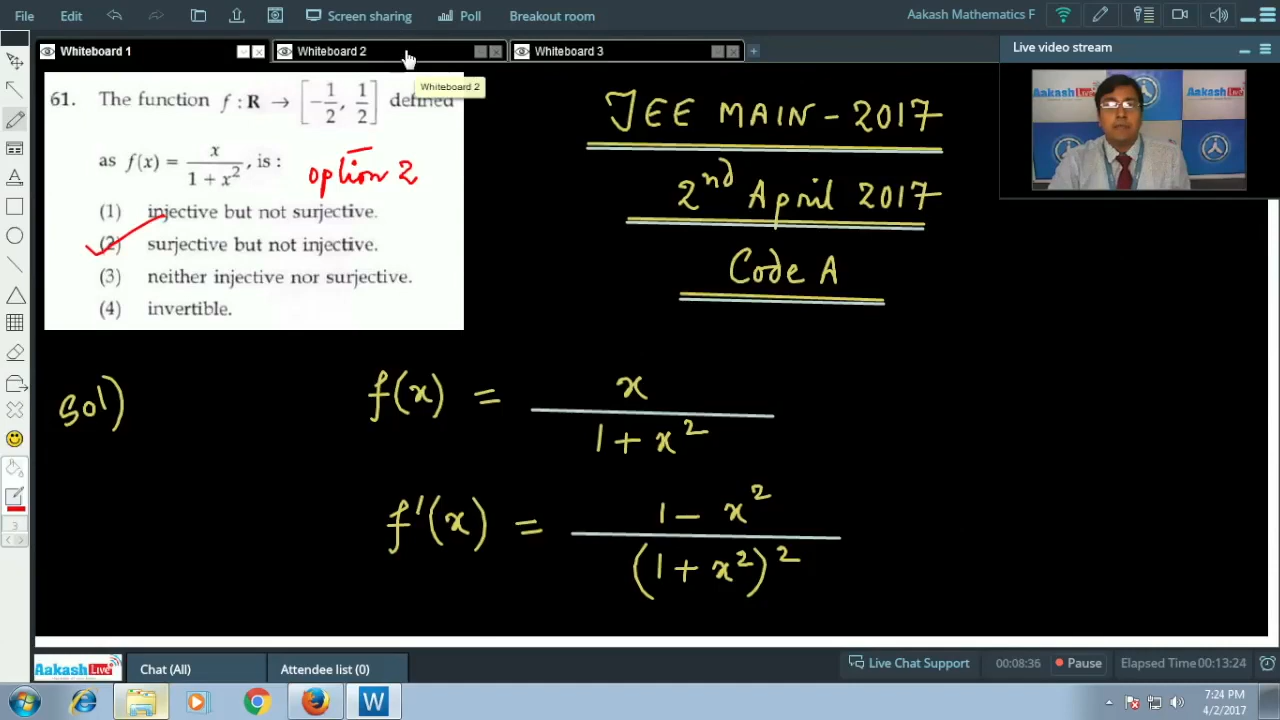 File Edit Screen sharing Poll Breakout room Aakash Mathematics F
Whiteboard 1 Whiteboard 2 Whiteboard 3 +
Live video stream
Whiteboard 2
61. The function f : R → [-1/2, 1/2] defined
as f(x) = x/(1 + x²), is :
option 2
(1) injective but not surjective.
(2) surjective but not injective.
(3) neither injective nor surjective.
(4) invertible.
JEE MAIN - 2017
2nd April 2017
Code A
Sol)
f(x) = x/(1 + x²)
f'(x) = (1 - x²)/(1 + x²)²
3
AakashLive Chat (All) Attendee list (0) Live Chat Support 00:08:36 Pause Elapsed Time 00:13:24
W
7:24 PM
4/2/2017